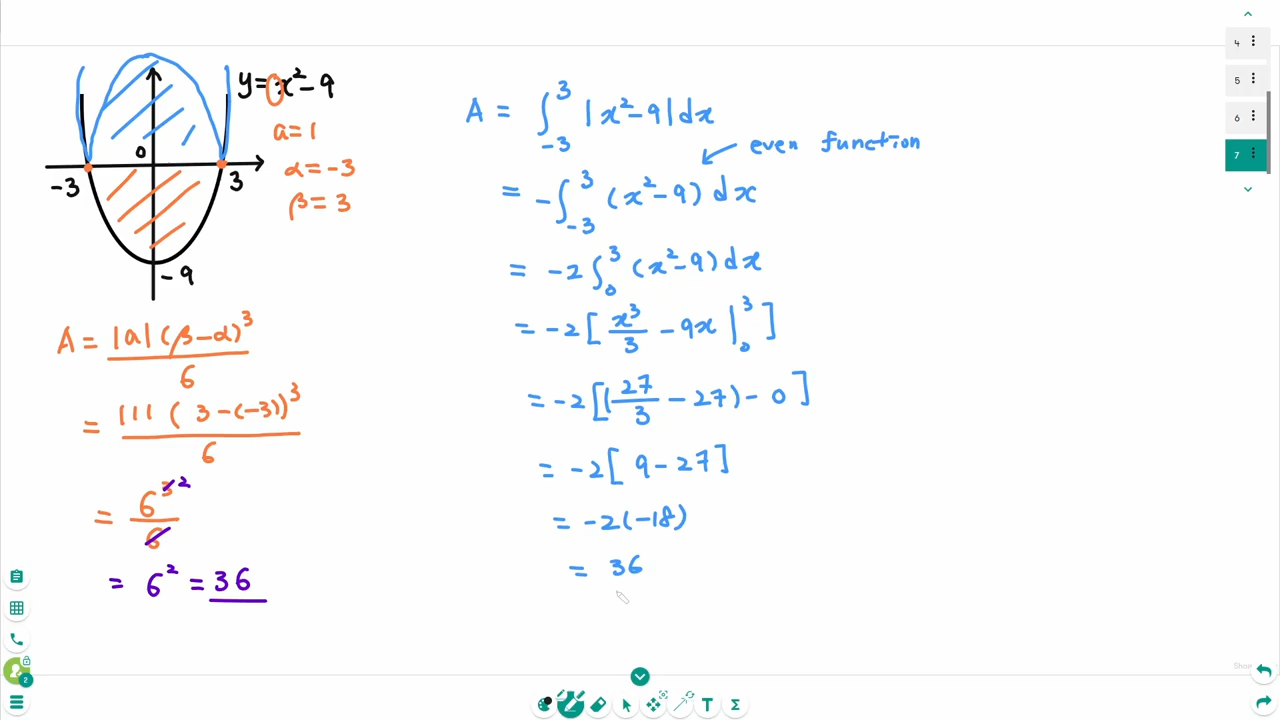 y = x² - 9
a = 1
α = -3
β = 3
0
-3
3
-9
A = |a| (β - α)³ / 6
= |1| (3 - (-3))³ / 6
= 6³ ² / 6
= 6² = 36
A = ∫₋₃³ |x² - 9| dx
even function
= -∫₋₃³ (x² - 9) dx
= -2 ∫₀³ (x² - 9) dx
= -2 [ x³/3 - 9x |₀³ ]
= -2 [ (27/3 - 27) - 0 ]
= -2 [ 9 - 27 ]
= -2 (-18)
= 36
4
5
6
7
2
T
Σ